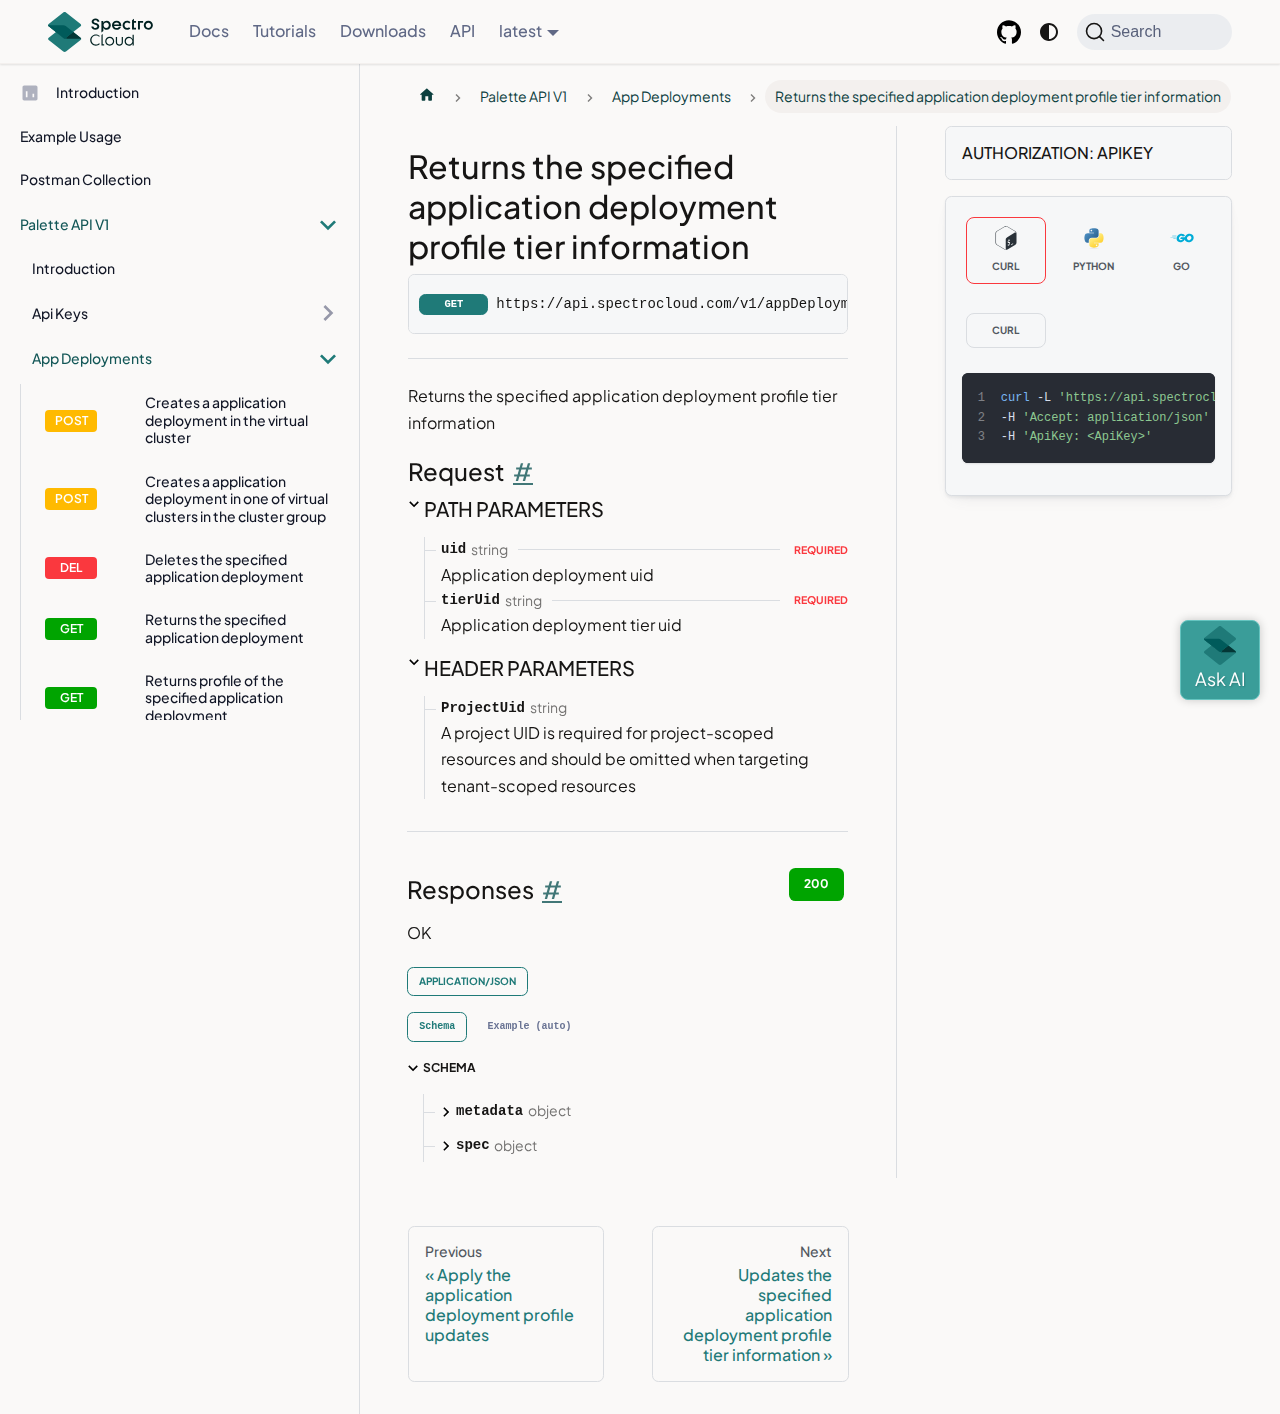 Spectro
Cloud
Docs
Tutorials
Downloads
API
latest
Search
Introduction
Example Usage
Postman Collection
Palette API V1
Introduction
Api Keys
App Deployments
POST
Creates a application
deployment in the virtual
cluster
POST
Creates a application
deployment in one of virtual
clusters in the cluster group
DEL
Deletes the specified
application deployment
GET
Returns the specified
application deployment
GET
Returns profile of the
specified application
deployment
Palette API V1
App Deployments
Returns the specified application deployment profile tier information
Returns the specified
application deployment
profile tier information
GET
https://api.spectrocloud.com/v1/appDeploym
Returns the specified application deployment profile tier
information
Request #
PATH PARAMETERS
uid string
REQUIRED
Application deployment uid
tierUid string
REQUIRED
Application deployment tier uid
HEADER PARAMETERS
ProjectUid string
A project UID is required for project-scoped
resources and should be omitted when targeting
tenant-scoped resources
Responses #
200
OK
APPLICATION/JSON
Schema
Example (auto)
SCHEMA
metadata object
spec object
AUTHORIZATION: APIKEY
CURL
PYTHON
GO
CURL
1 curl -L 'https://api.spectrocl
2 -H 'Accept: application/json'
3 -H 'ApiKey: <ApiKey>'
Ask AI
Previous
« Apply the
application
deployment profile
updates
Next
Updates the
specified
application
deployment profile
tier information »